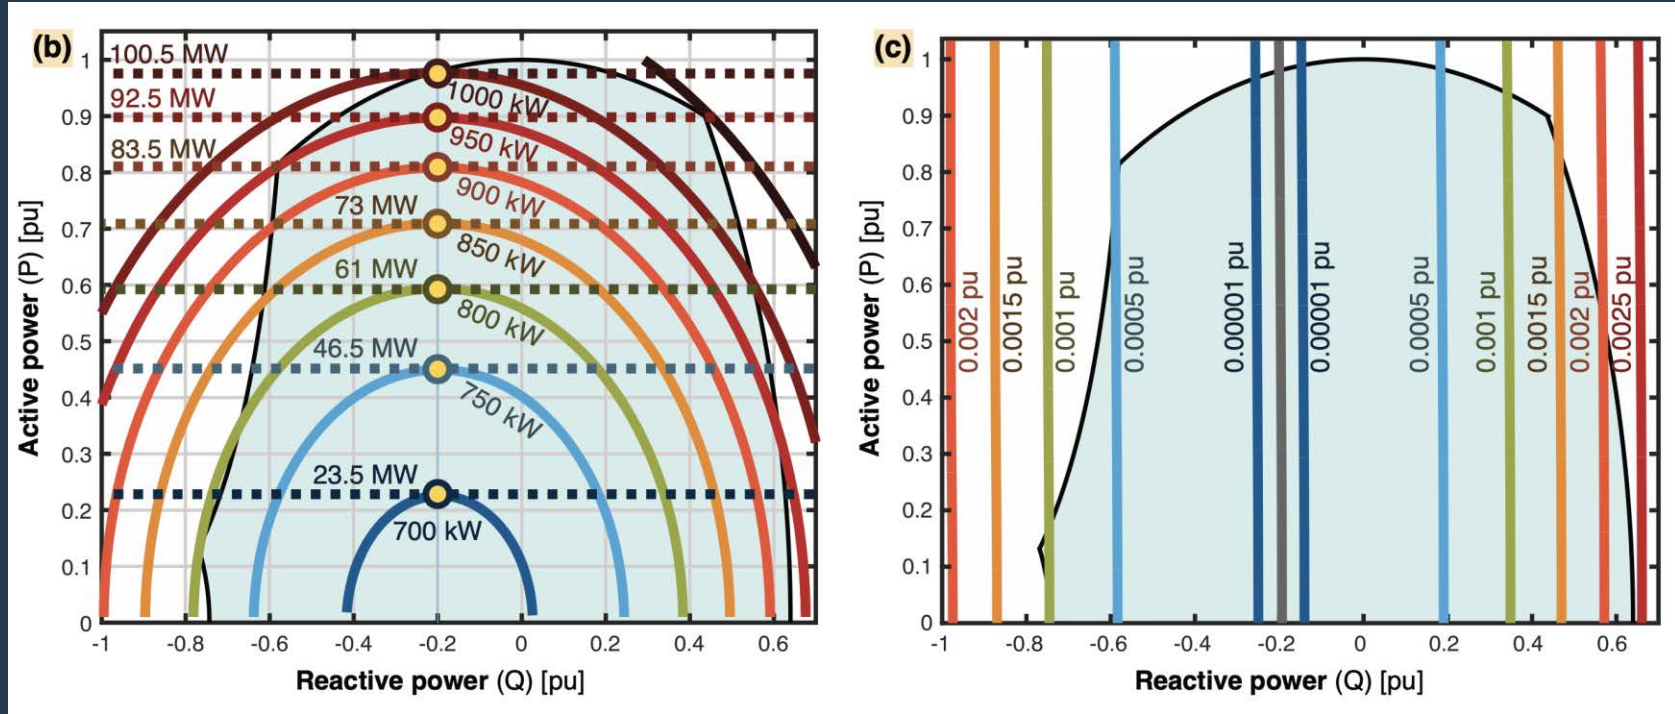 (b)
100.5 MW
92.5 MW
83.5 MW
73 MW
61 MW
46.5 MW
23.5 MW
1000 kW
950 kW
900 kW
850 kW
800 kW
750 kW
700 kW
1
0.9
0.8
0.7
0.6
0.5
0.4
0.3
0.2
0.1
0
-1
-0.8
-0.6
-0.4
-0.2
0
0.2
0.4
0.6
Active power (P) [pu]
Reactive power (Q) [pu]
(c)
1
0.9
0.8
0.7
0.6
0.5
0.4
0.3
0.2
0.1
0
0.002 pu
0.0015 pu
0.001 pu
0.0005 pu
0.00001 pu
0.00001 pu
0.0005 pu
0.001 pu
0.0015 pu
0.002 pu
0.0025 pu
-1
-0.8
-0.6
-0.4
-0.2
0
0.2
0.4
0.6
Active power (P) [pu]
Reactive power (Q) [pu]